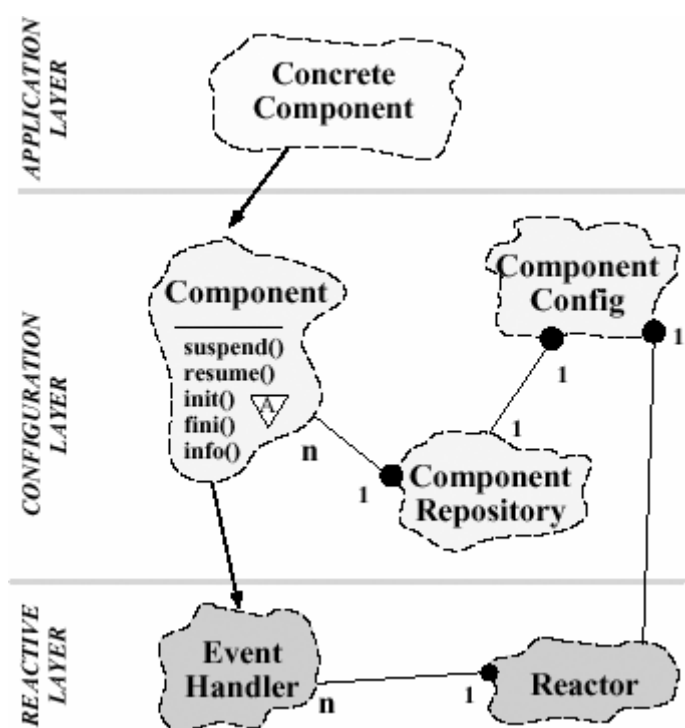 APPLICATION
LAYER
Concrete
Component
CONFIGURATION
LAYER
Component
suspend()
resume()
init()
fini()
info()
A
Component
Config
1
1
1
n
1
Component
Repository
REACTIVE
LAYER
Event
Handler
n
1
Reactor